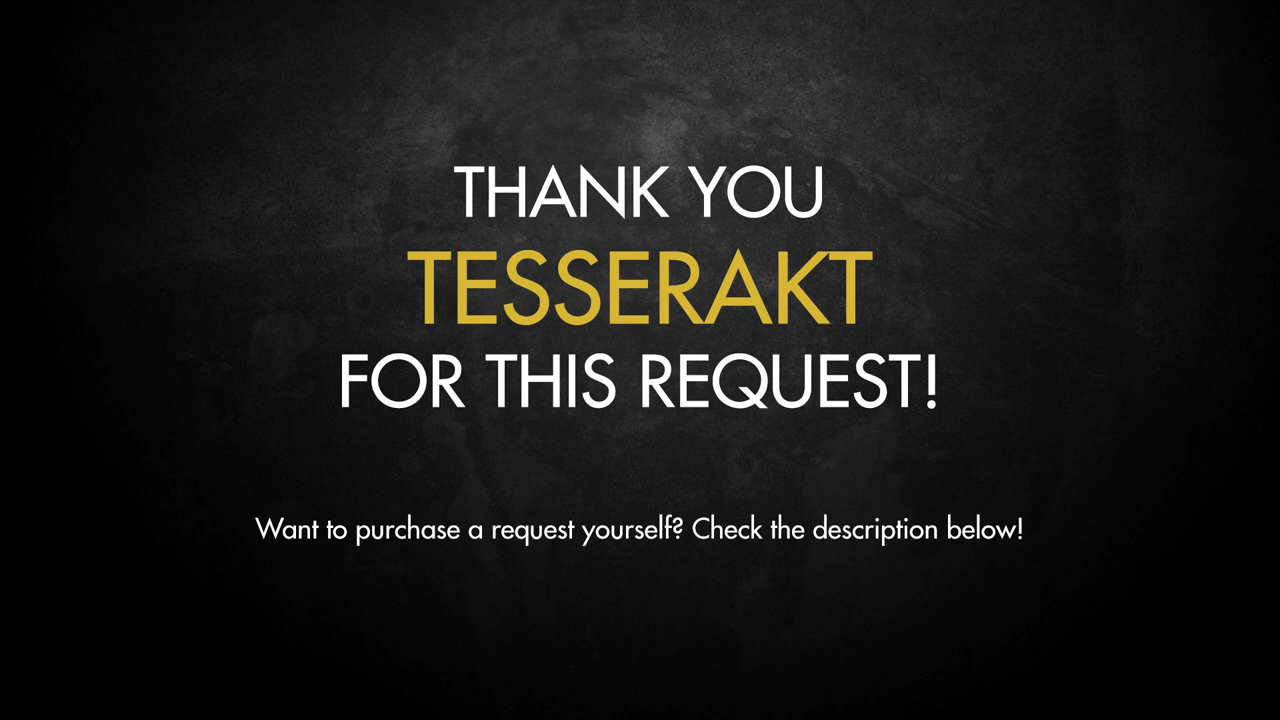 THANK YOU
TESSERAKT
FOR THIS REQUEST!
Want to purchase a request yourself? Check the description below!